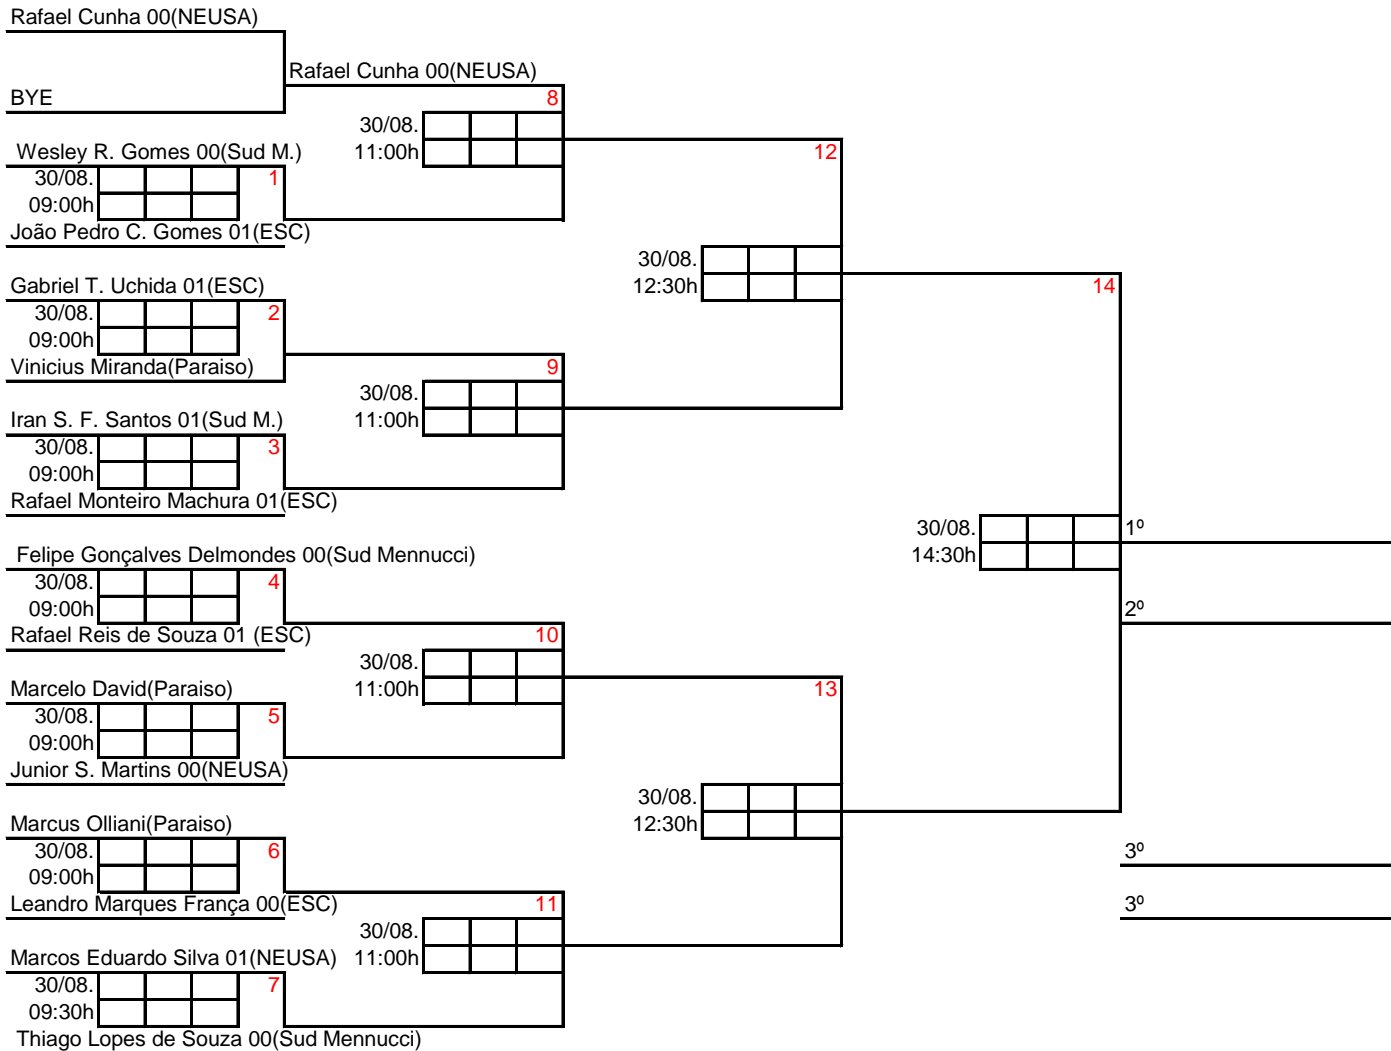 Rafael Cunha 00(NEUSA)
Rafael Cunha 00(NEUSA)
BYE
8
30/08.
11:00h
12
Wesley R. Gomes 00(Sud M.)
30/08.
1
09:00h
João Pedro C. Gomes 01(ESC)
30/08.
12:30h
14
Gabriel T. Uchida 01(ESC)
30/08.
2
09:00h
Vinicius Miranda(Paraiso)
9
30/08.
11:00h
Iran S. F. Santos 01(Sud M.)
30/08.
3
09:00h
Rafael Monteiro Machura 01(ESC)
30/08.
1º
14:30h
Felipe Gonçalves Delmondes 00(Sud Mennucci)
30/08.
4
09:00h
2º
Rafael Reis de Souza 01 (ESC)
10
30/08.
11:00h
13
Marcelo David(Paraiso)
30/08.
5
09:00h
Junior S. Martins 00(NEUSA)
30/08.
12:30h
Marcus Olliani(Paraiso)
30/08.
6
3º
09:00h
Leandro Marques França 00(ESC)
11
3º
30/08.
11:00h
Marcos Eduardo Silva 01(NEUSA)
30/08.
7
09:30h
Thiago Lopes de Souza 00(Sud Mennucci)